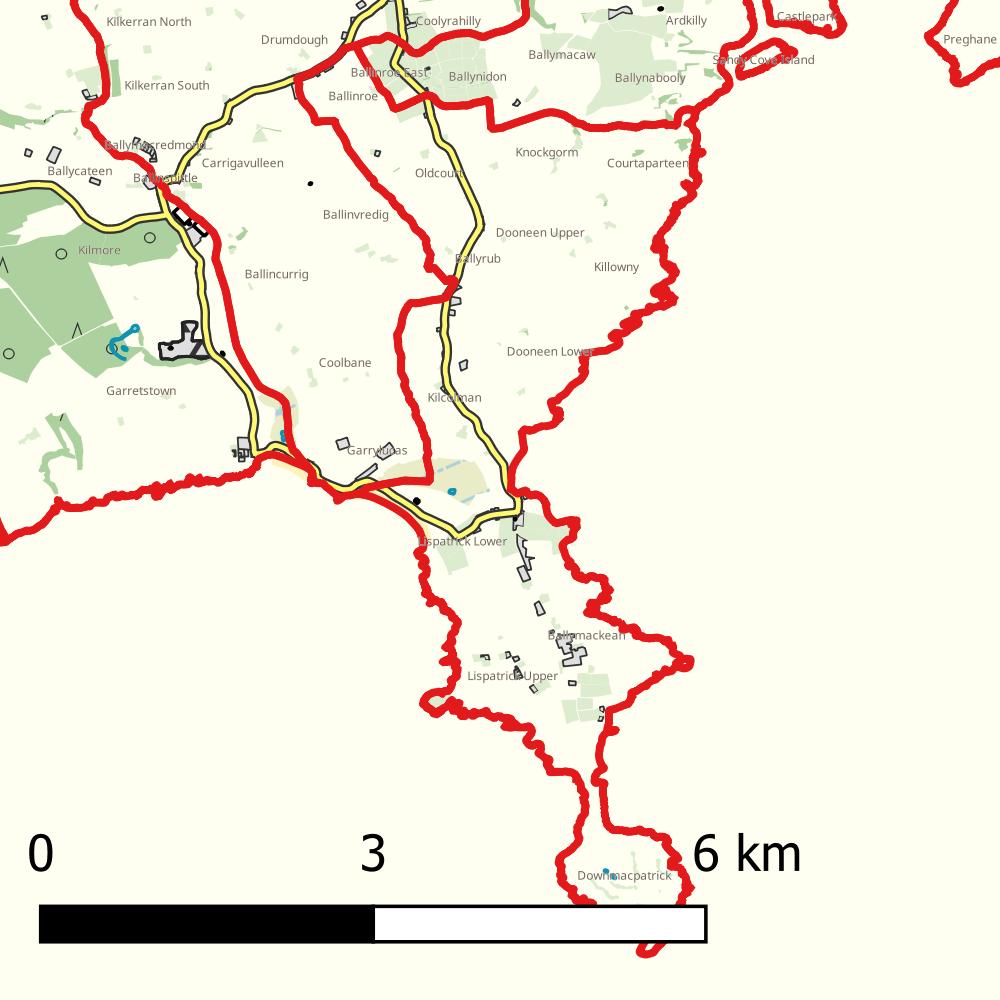 Kilkerran North
Coolyrahilly
Ardkilly
Castlepark
Drumdough
Preghane
Ballymacaw
Sandy Cove Island
Ballinroe East
Ballynidon
Ballynabooly
Kilkerran South
Ballinroe
Ballymacredmond
Knockgorm
Carrigavulleen
Courtaparteen
Ballycateen
Oldcourt
Ballinspittle
Ballinvredig
Dooneen Upper
Kilmore
Ballyrub
Killowny
Ballincurrig
Dooneen Lower
Coolbane
Garretstown
Kilcolman
Garrylucas
Lispatrick Lower
Ballymackean
Lispatrick Upper
0 3 6 km
Downmacpatrick